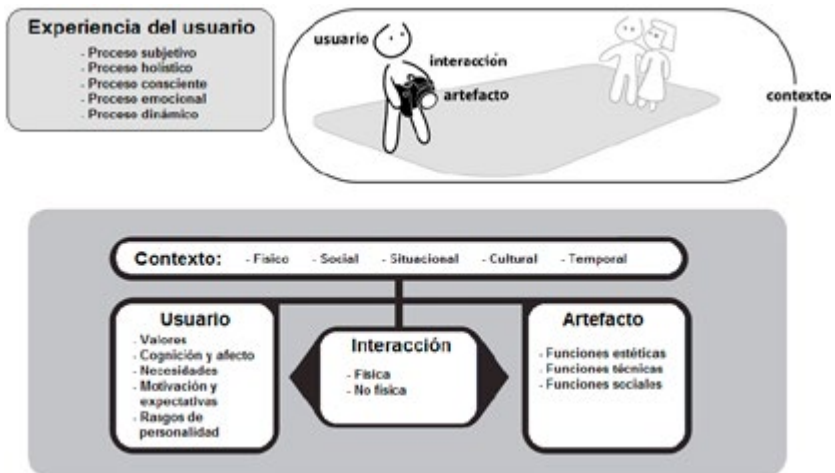 Experiencia del usuario
- Proceso subjetivo
- Proceso holístico
- Proceso consciente
- Proceso emocional
- Proceso dinámico
usuario
interacción
artefacto
contexto
Contexto: - Físico - Social - Situacional - Cultural - Temporal
Usuario
- Valores
- Cognición y afecto
- Necesidades
- Motivación y
expectativas
- Rasgos de
personalidad
Interacción
- Física
- No física
Artefacto
- Funciones estéticas
- Funciones técnicas
- Funciones sociales